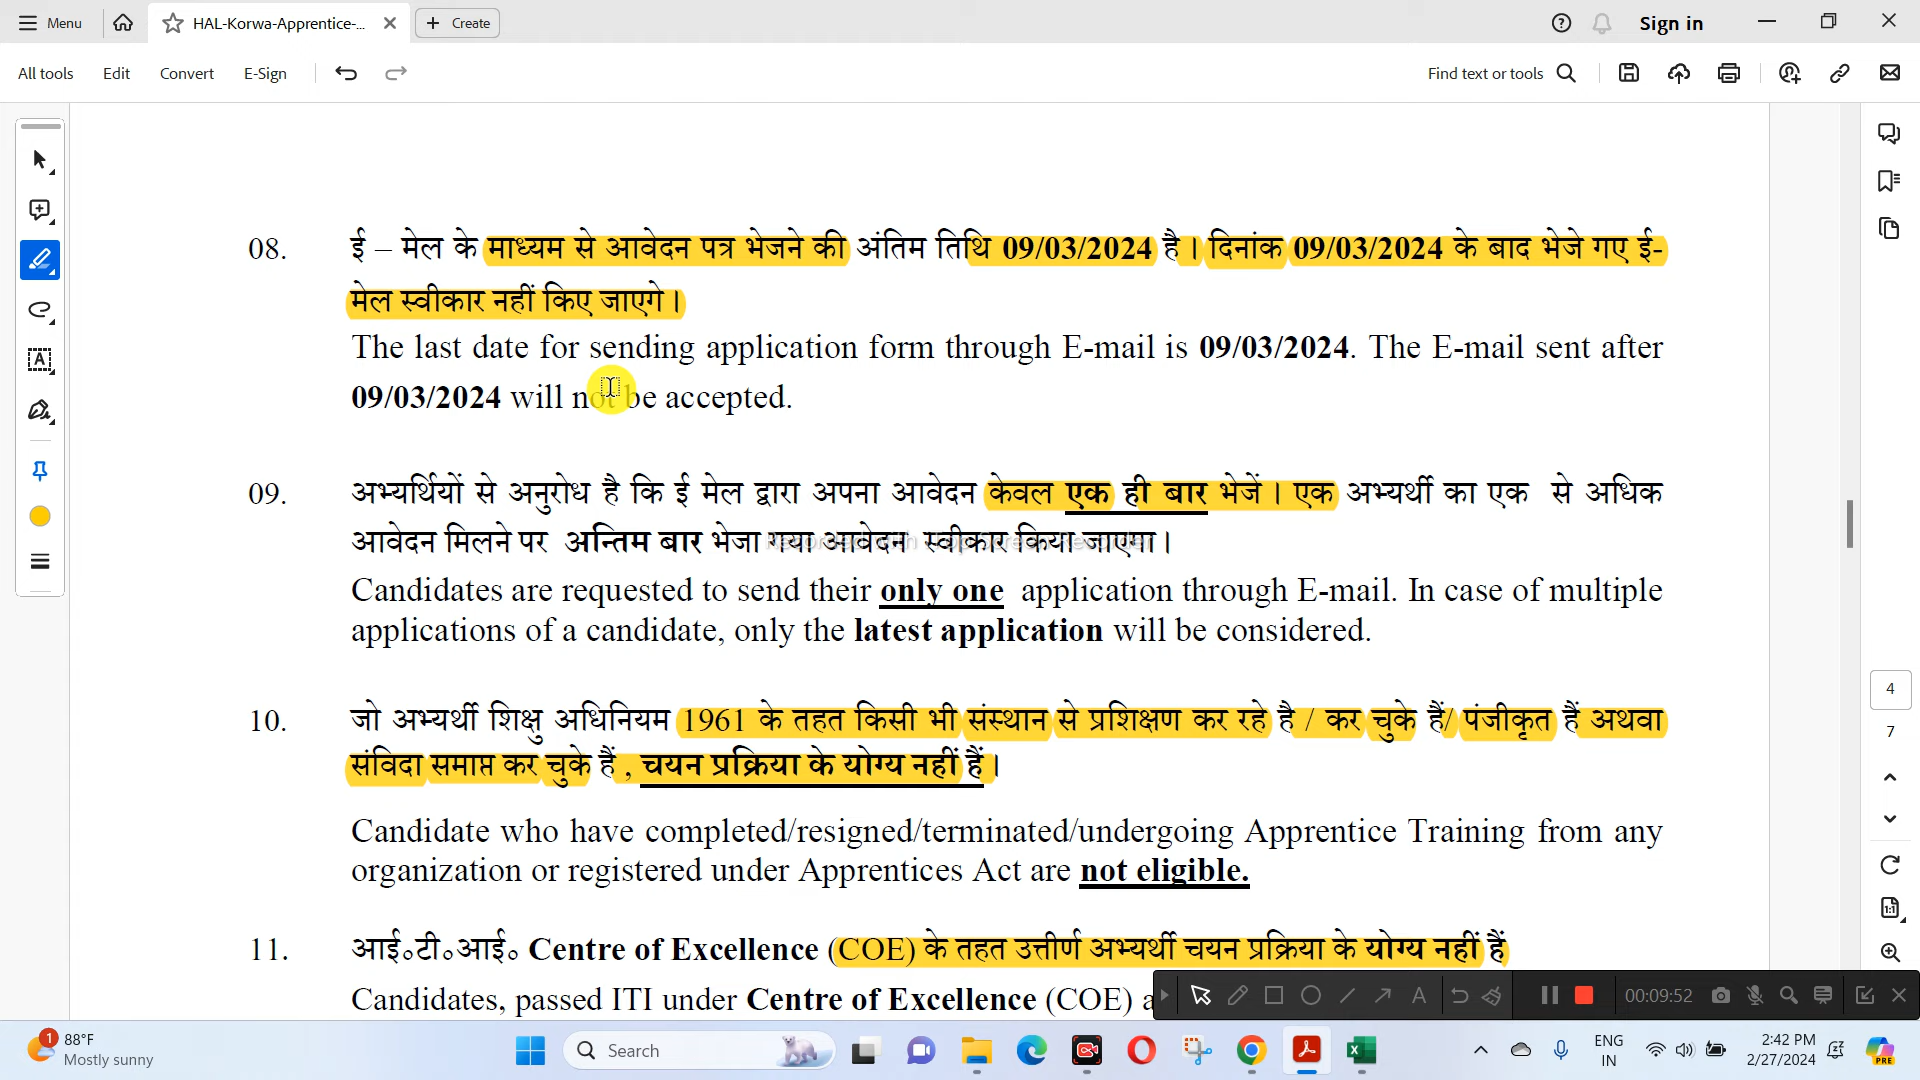 Menu
HAL-Korwa-Apprentice-...
Create
Sign in
All tools
Edit
Convert
E-Sign
Find text or tools
08. ई – मेल के माध्यम से आवेदन पत्र भेजने की अंतिम तिथि 09/03/2024 है । दिनांक 09/03/2024 के बाद भेजे गए ई-
मेल स्वीकार नहीं किए जाएगे ।
The last date for sending application form through E-mail is 09/03/2024. The E-mail sent after
09/03/2024 will not be accepted.
09. अभ्यर्थियों से अनुरोध है कि ई मेल द्वारा अपना आवेदन केवल एक ही बार भेजें । एक अभ्यर्थी का एक से अधिक
आवेदन मिलने पर अन्तिम बार भेजा गया आवेदन स्वीकार किया जाएगा ।
Recorded with iTop Screen Recorder
Candidates are requested to send their only one application through E-mail. In case of multiple
applications of a candidate, only the latest application will be considered.
10. जो अभ्यर्थी शिक्षु अधिनियम 1961 के तहत किसी भी संस्थान से प्रशिक्षण कर रहे है / कर चुके हैं/ पंजीकृत हैं अथवा
संविदा समाप्त कर चुके हैं , चयन प्रक्रिया के योग्य नहीं हैं ।
Candidate who have completed/resigned/terminated/undergoing Apprentice Training from any
organization or registered under Apprentices Act are not eligible.
11. आई॰टी॰आई॰ Centre of Excellence (COE) के तहत उत्तीर्ण अभ्यर्थी चयन प्रक्रिया के योग्य नहीं हैं
Candidates, passed ITI under Centre of Excellence (COE) a
4
7
1:1
A
00:09:52
1
88°F
Mostly sunny
Search
ENG
IN
2:42 PM
2/27/2024
PRE